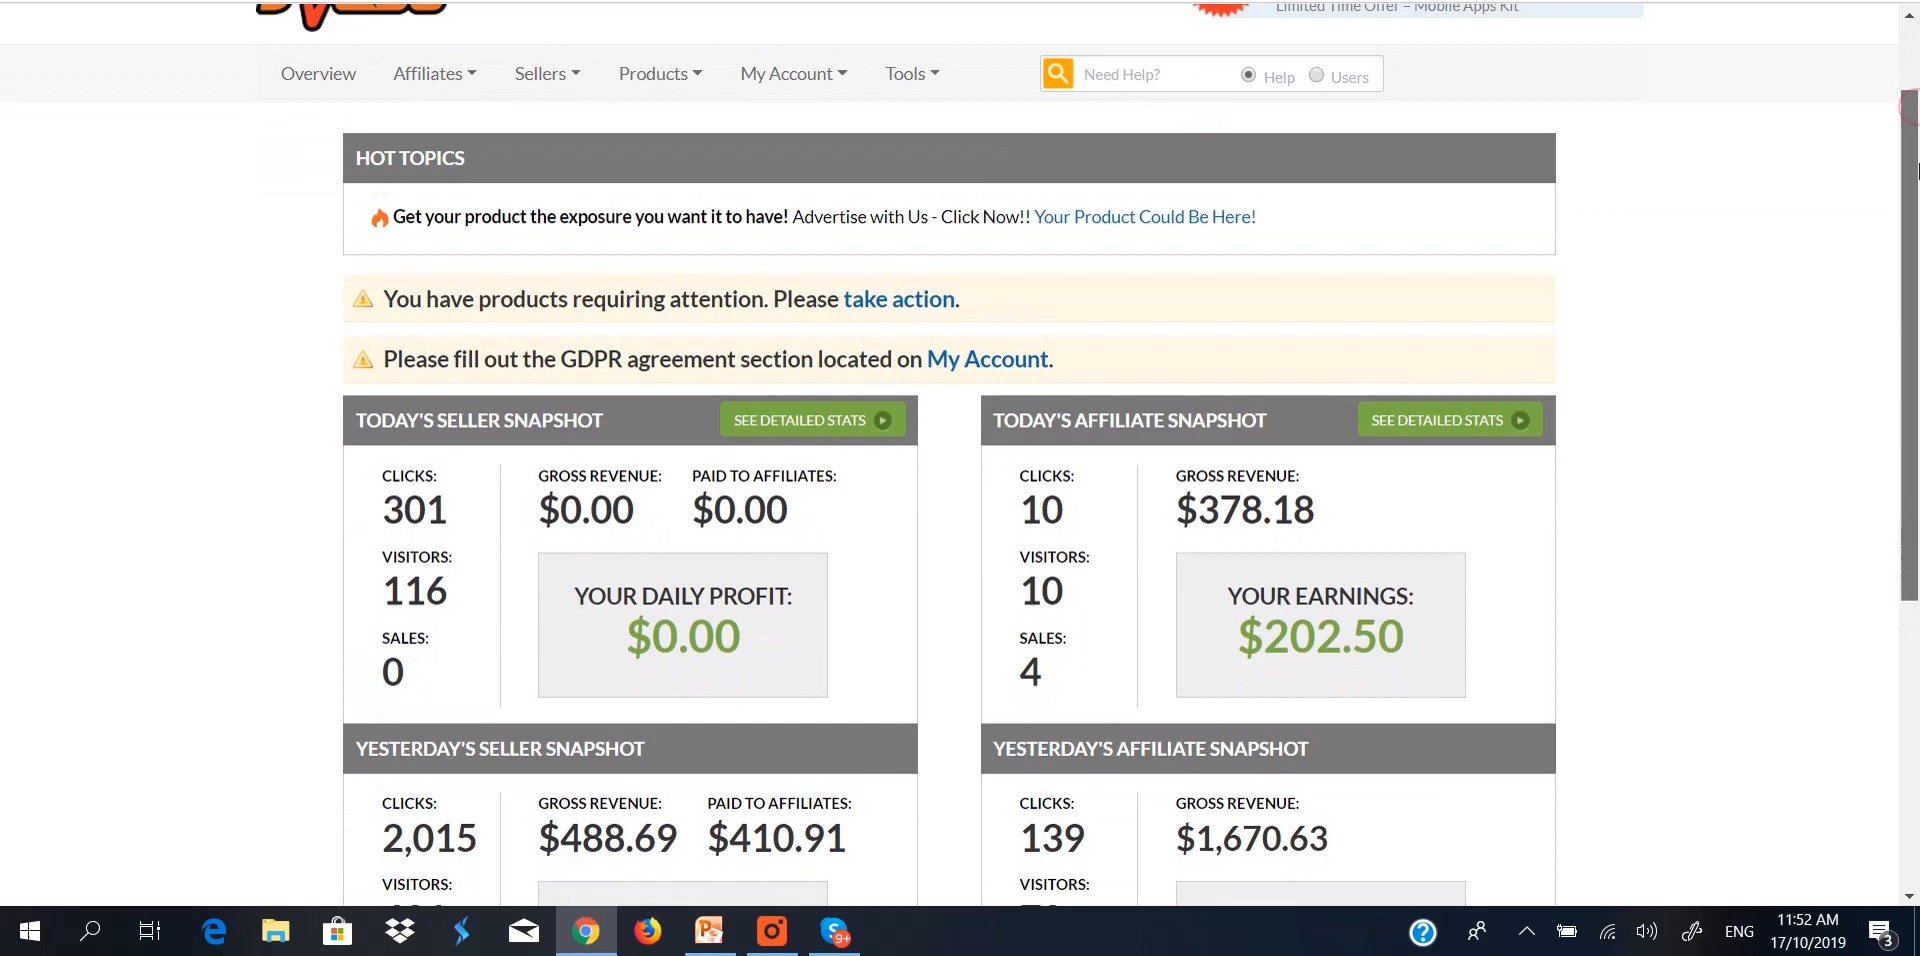 Limited Time Offer – Mobile Apps Kit
Overview Affiliates Sellers Products My Account Tools Need Help? Help Users
HOT TOPICS
Get your product the exposure you want it to have! Advertise with Us - Click Now!! Your Product Could Be Here!
You have products requiring attention. Please take action.
Please fill out the GDPR agreement section located on My Account.
TODAY'S SELLER SNAPSHOT SEE DETAILED STATS
CLICKS: GROSS REVENUE: PAID TO AFFILIATES:
301 $0.00 $0.00
VISITORS:
116
YOUR DAILY PROFIT:
$0.00
SALES:
0
TODAY'S AFFILIATE SNAPSHOT SEE DETAILED STATS
CLICKS: GROSS REVENUE:
10 $378.18
VISITORS:
10
YOUR EARNINGS:
$202.50
SALES:
4
YESTERDAY'S SELLER SNAPSHOT
CLICKS: GROSS REVENUE: PAID TO AFFILIATES:
2,015 $488.69 $410.91
VISITORS:
YESTERDAY'S AFFILIATE SNAPSHOT
CLICKS: GROSS REVENUE:
139 $1,670.63
VISITORS:
9+
ENG
11:52 AM
17/10/2019
3